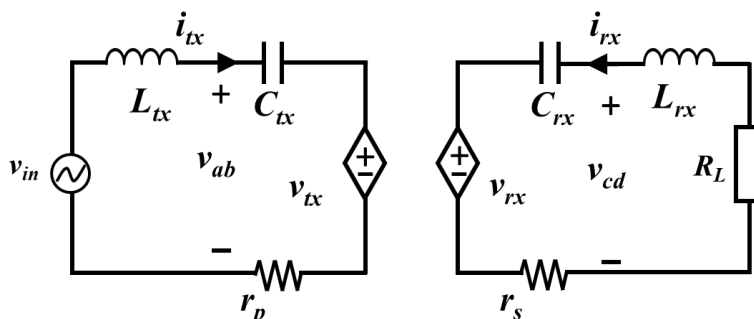 i_tx
i_rx
L_tx
+
C_tx
C_rx
+
L_rx
v_in
v_ab
v_tx
+
−
+
−
v_rx
v_cd
R_L
−
−
r_p
r_s